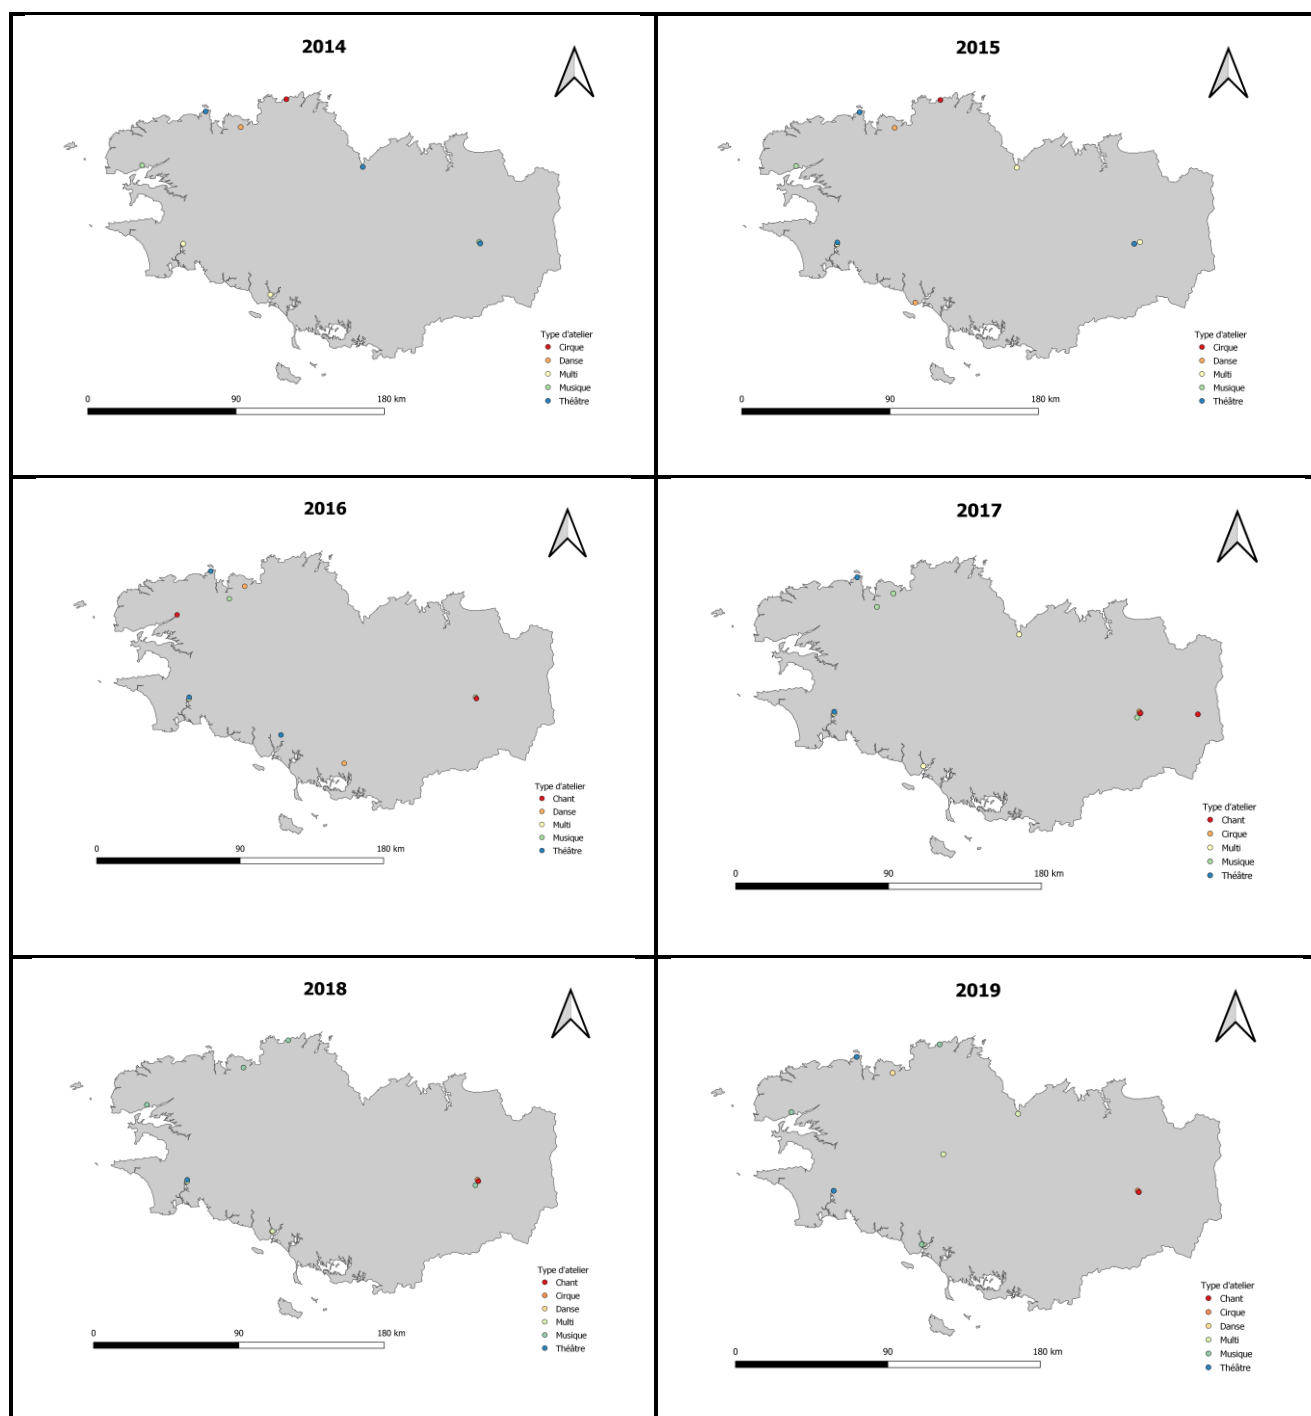 2014
Type d'atelier
Cirque
Danse
Multi
Musique
Théâtre
0 90 180 km
2015
Type d'atelier
Cirque
Danse
Multi
Musique
Théâtre
0 90 180 km
2016
Type d'atelier
Chant
Danse
Multi
Musique
Théâtre
0 90 180 km
2017
Type d'atelier
Chant
Cirque
Multi
Musique
Théâtre
0 90 180 km
2018
Type d'atelier
Chant
Cirque
Danse
Multi
Musique
Théâtre
0 90 180 km
2019
Type d'atelier
Chant
Cirque
Danse
Multi
Musique
Théâtre
0 90 180 km